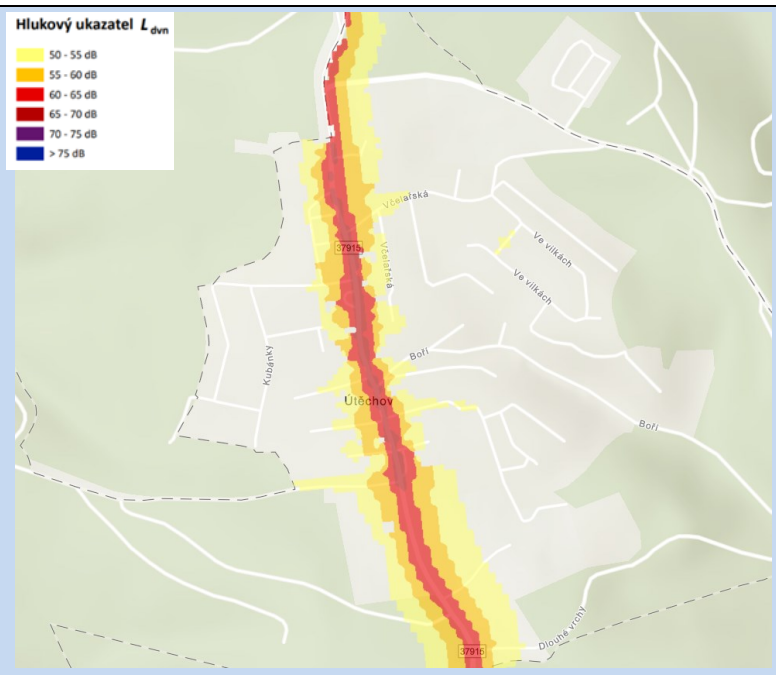 Hlukový ukazatel L dvn
50 - 55 dB
55 - 60 dB
60 - 65 dB
65 - 70 dB
70 - 75 dB
> 75 dB
Včelařská
Ve vilkách
37915
Včelařská
Ve vilkách
Boří
Kubánky
Útěchov
Boří
Dlouhé vrchy
37915